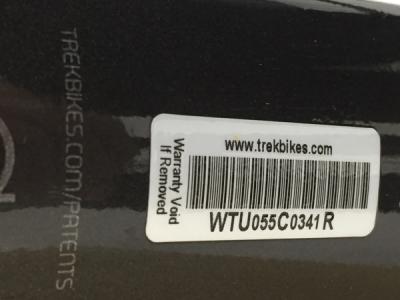 TREKBIKES.COM/PATENTS
www.trekbikes.com
Warranty Void
If Removed
WTU055C0341R